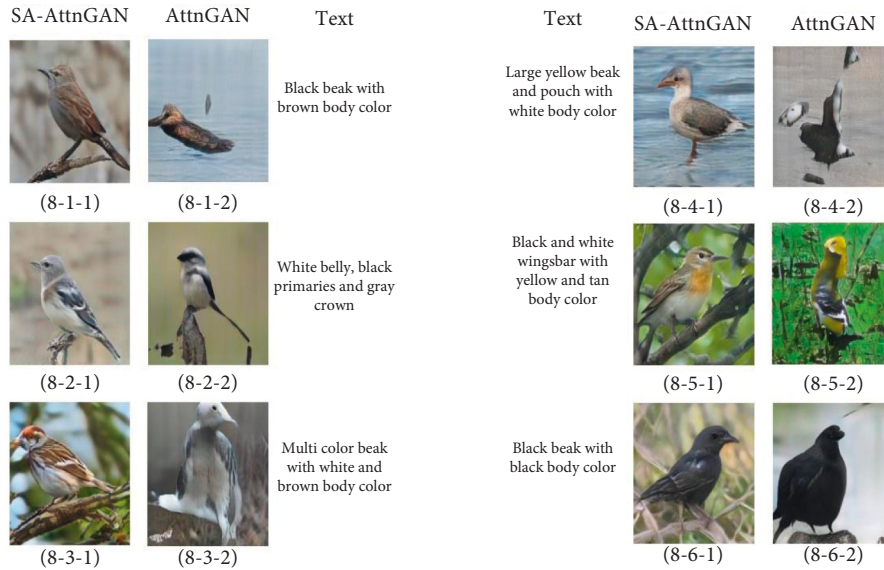 SA-AttnGAN
AttnGAN
Text
Black beak with
brown body color
(8-1-1)
(8-1-2)
White belly, black
primaries and gray
crown
(8-2-1)
(8-2-2)
Multi color beak
with white and
brown body color
(8-3-1)
(8-3-2)
Text
SA-AttnGAN
AttnGAN
Large yellow beak
and pouch with
white body color
(8-4-1)
(8-4-2)
Black and white
wingsbar with
yellow and tan
body color
(8-5-1)
(8-5-2)
Black beak with
black body color
(8-6-1)
(8-6-2)